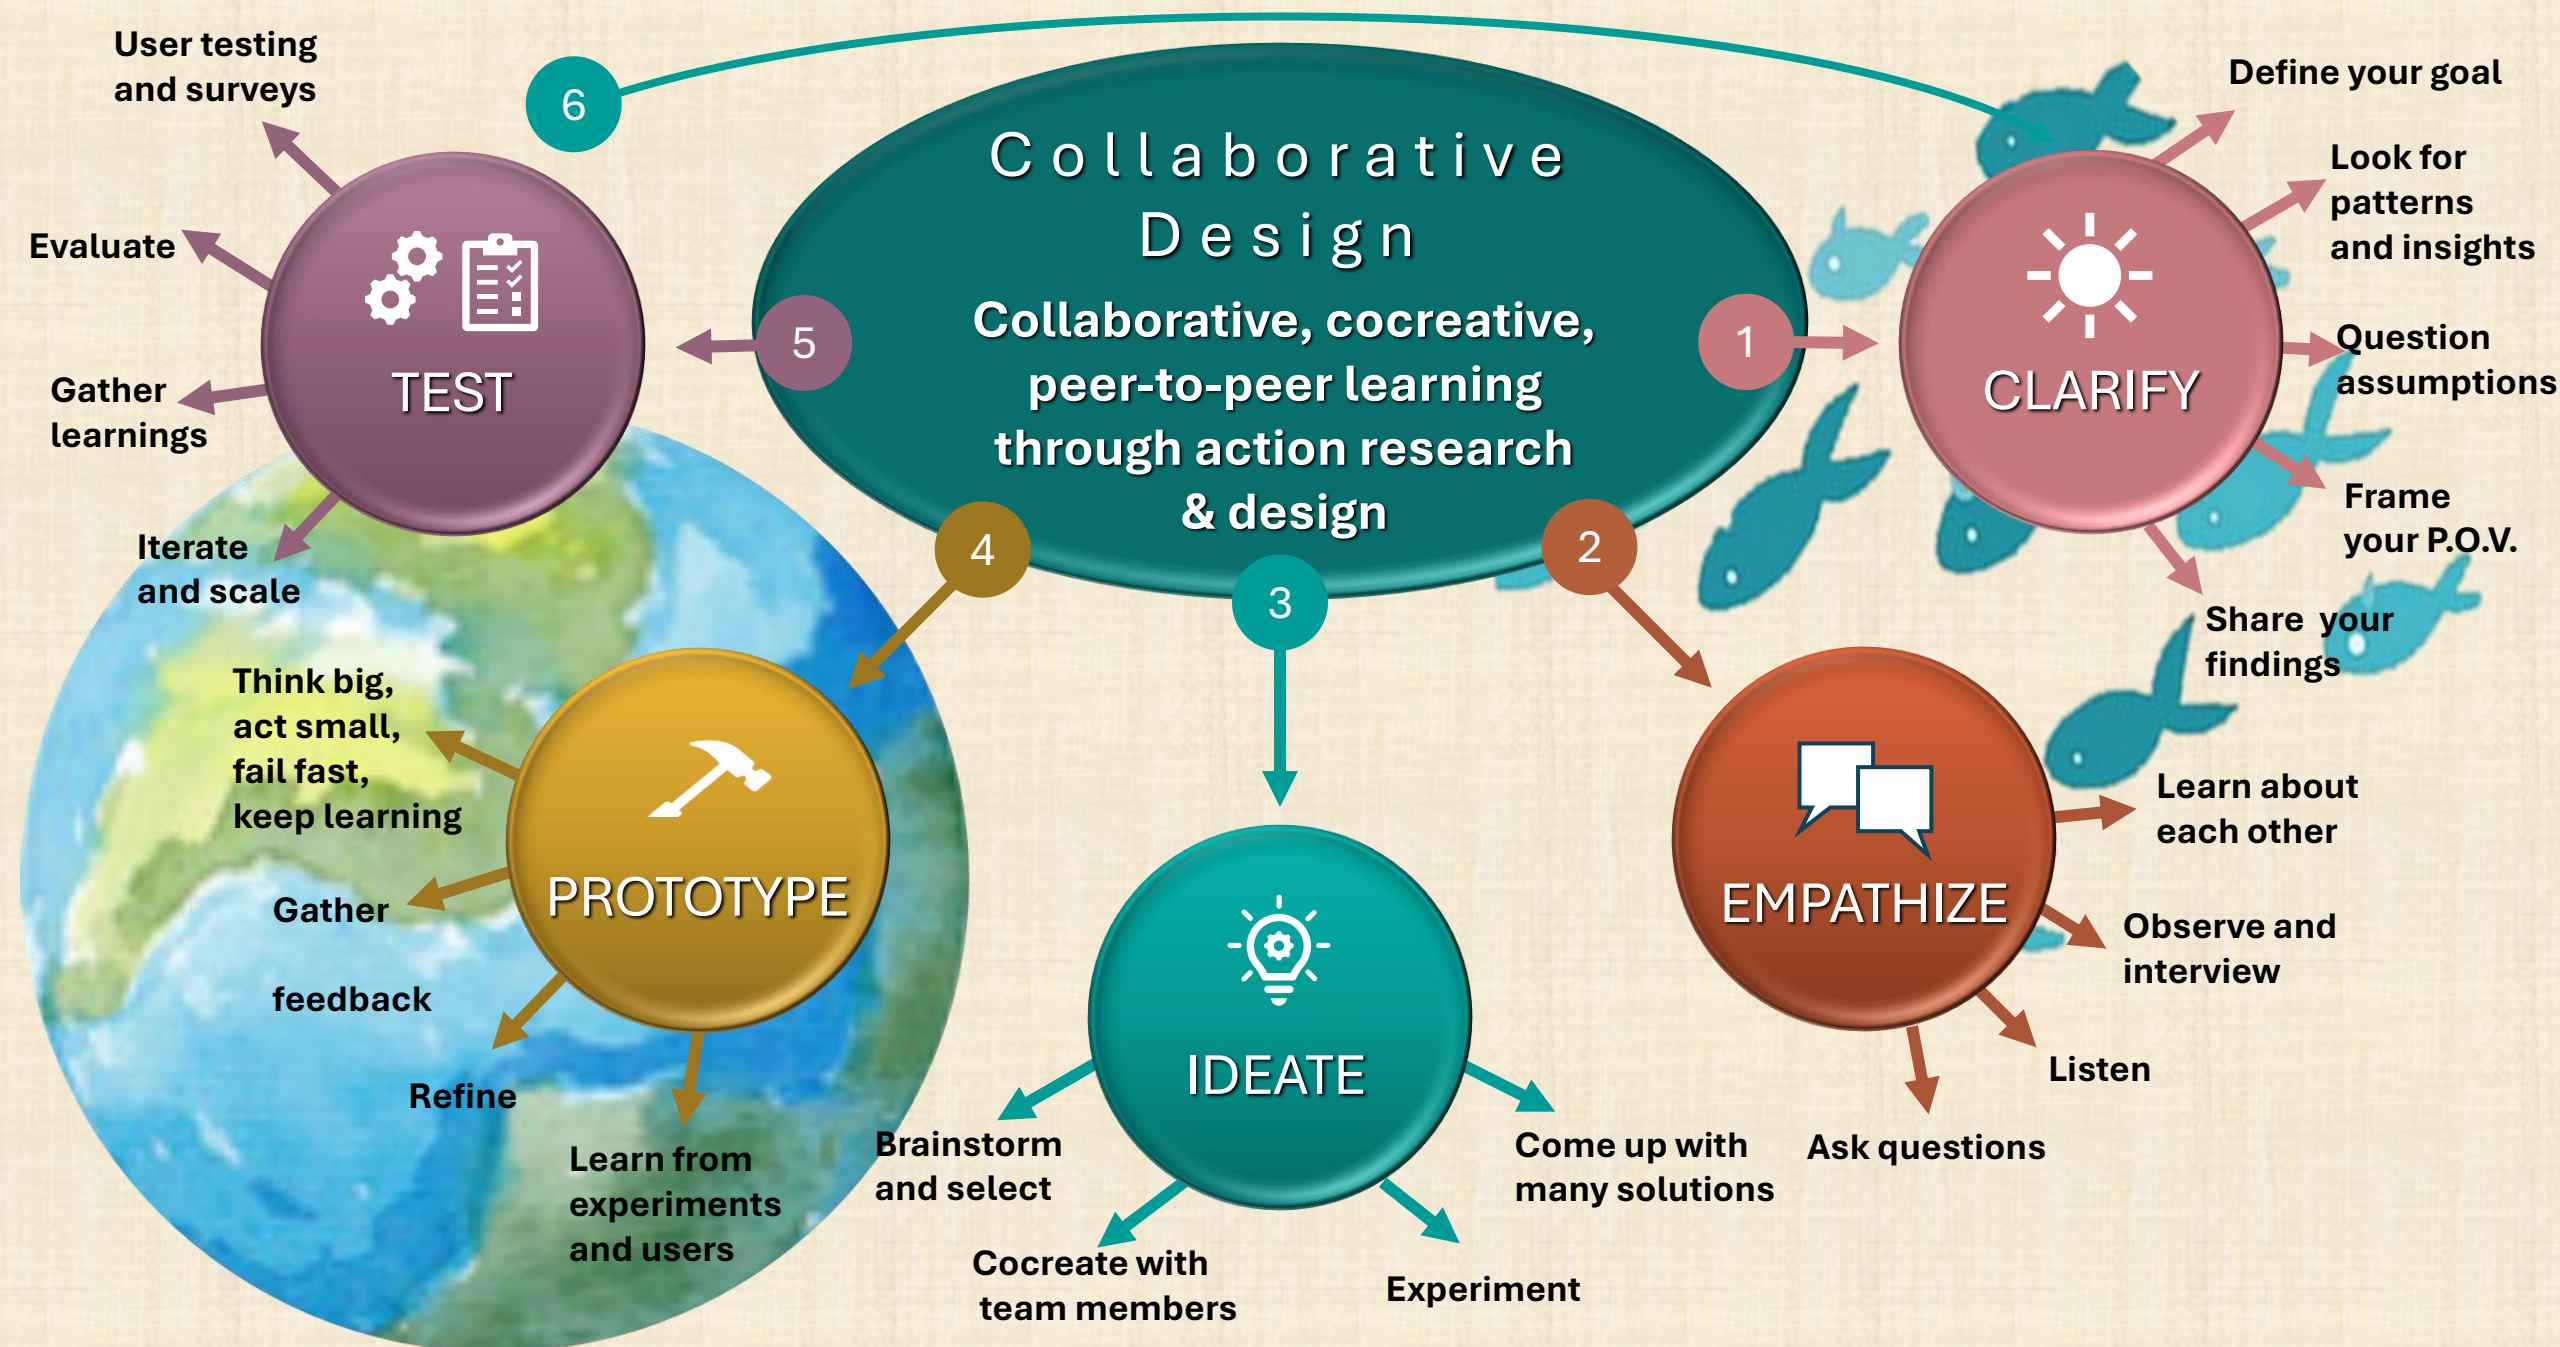 Collaborative
Design
Collaborative, cocreative,
peer-to-peer learning
through action research
& design
1
CLARIFY
Define your goal
Look for
patterns
and insights
Question
assumptions
Frame
your P.O.V.
Share  your
findings
2
EMPATHIZE
Learn about
each other
Observe and
interview
Listen
Ask questions
3
IDEATE
Come up with
many solutions
Experiment
Cocreate with
team members
Brainstorm
and select
4
PROTOTYPE
Think big,
act small,
fail fast,
keep learning
Gather
feedback
Refine
Learn from
experiments
and users
5
TEST
User testing
and surveys
Evaluate
Gather
learnings
Iterate
and scale
6